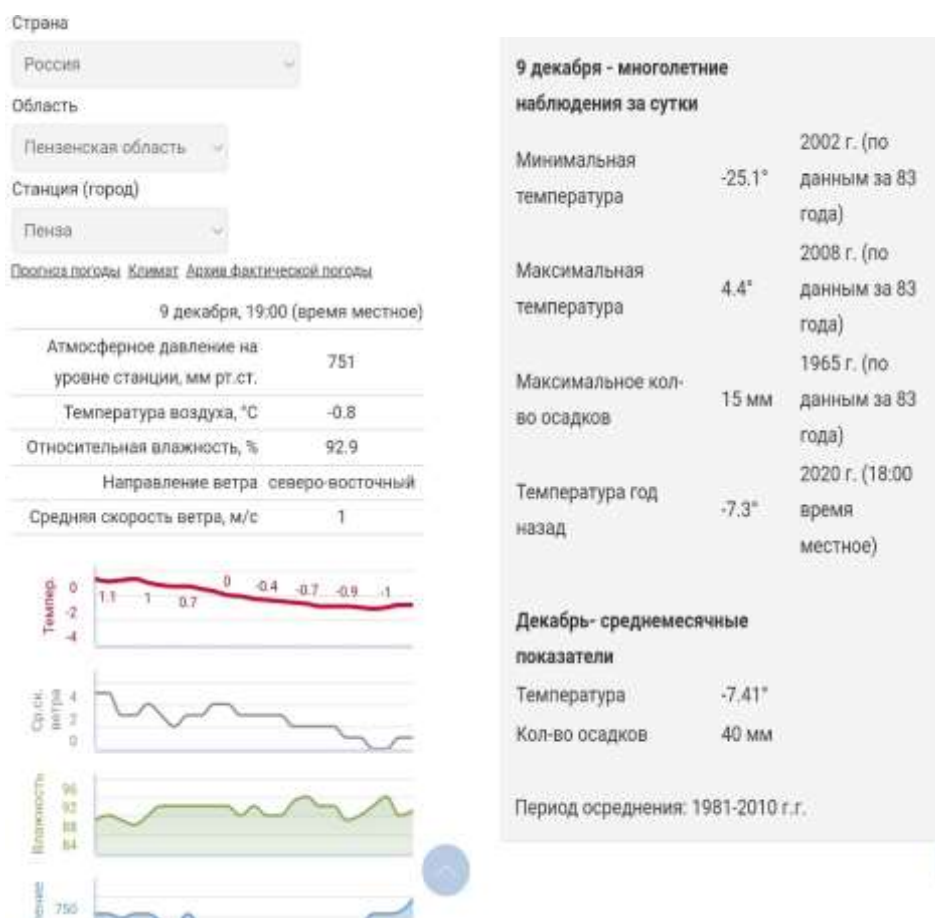 Страна
Россия
Область
Пензенская область
Станция (город)
Пенза
Прогноз погоды Климат Архив фактической погоды
9 декабря, 19:00 (время местное)
Атмосферное давление на
уровне станции, мм рт.ст.
751
Температура воздуха, °C -0.8
Относительная влажность, % 92.9
Направление ветра северо-восточный
Средняя скорость ветра, м/с 1
Темпер.
0
-2
-4
1.1 1 0.7 0 -0.4 -0.7 -0.9 -1
Ср.ск.
ветра
4
2
0
Влажность
96
92
88
84
750
9 декабря - многолетние
наблюдения за сутки
Минимальная
температура
-25.1°
2002 г. (по
данным за 83
года)
Максимальная
температура
4.4°
2008 г. (по
данным за 83
года)
Максимальное кол-
во осадков
15 мм
1965 г. (по
данным за 83
года)
Температура год
назад
-7.3°
2020 г. (18:00
время
местное)
Декабрь- среднемесячные
показатели
Температура -7.41°
Кол-во осадков 40 мм
Период осреднения: 1981-2010 г.г.